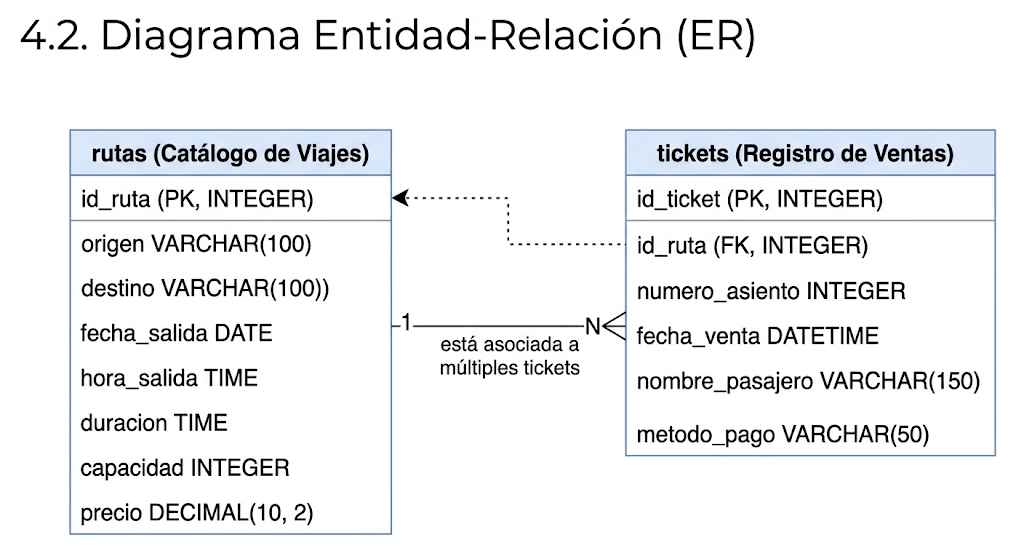 4.2. Diagrama Entidad-Relación (ER)
rutas (Catálogo de Viajes)
id_ruta (PK, INTEGER)
origen VARCHAR(100)
destino VARCHAR(100))
fecha_salida DATE
hora_salida TIME
duracion TIME
capacidad INTEGER
precio DECIMAL(10, 2)
1
N
está asociada a
múltiples tickets
tickets (Registro de Ventas)
id_ticket (PK, INTEGER)
id_ruta (FK, INTEGER)
numero_asiento INTEGER
fecha_venta DATETIME
nombre_pasajero VARCHAR(150)
metodo_pago VARCHAR(50)